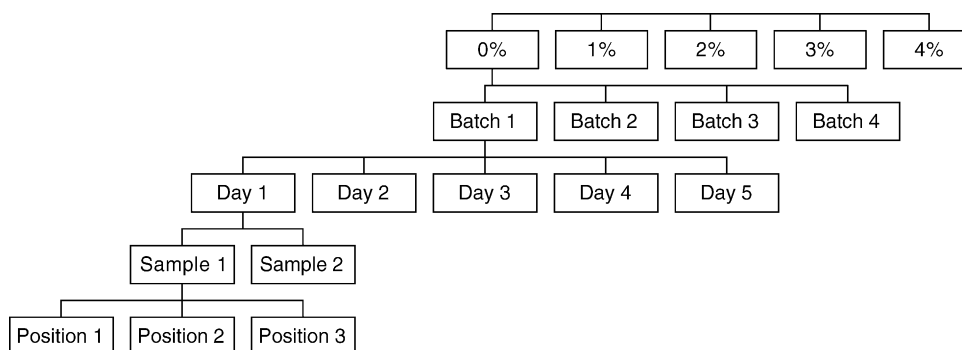 0% 1% 2% 3% 4%
Batch 1 Batch 2 Batch 3 Batch 4
Day 1 Day 2 Day 3 Day 4 Day 5
Sample 1 Sample 2
Position 1 Position 2 Position 3